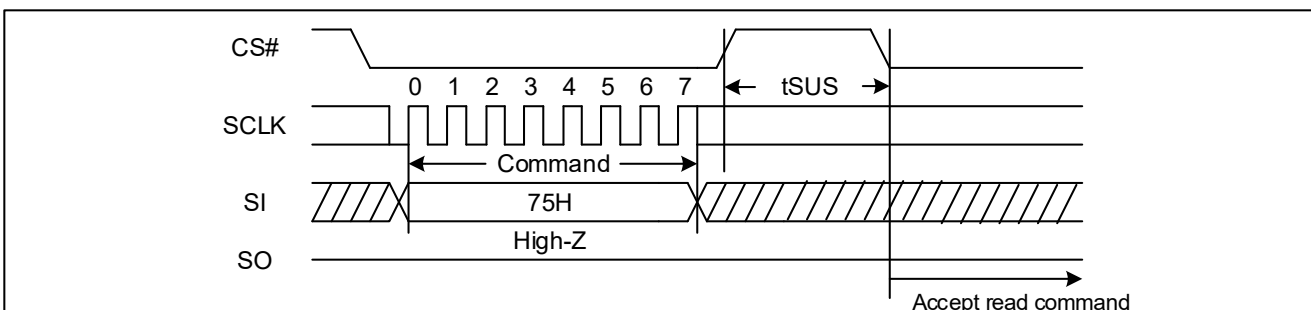 CS#
0 1 2 3 4 5 6 7
tSUS
SCLK
Command
SI
75H
High-Z
SO
Accept read command